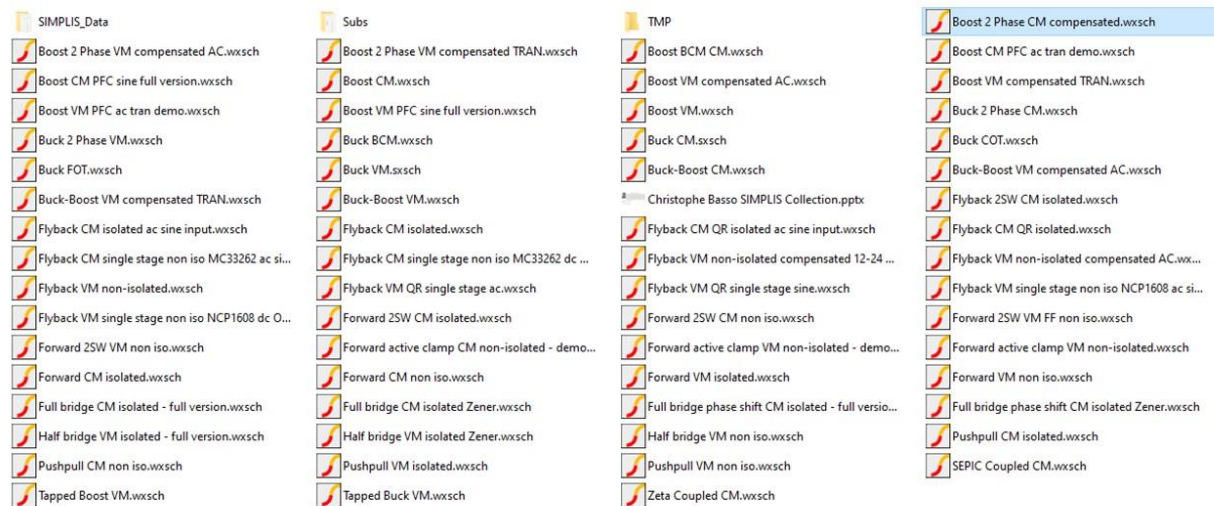 SIMPLIS_Data
Subs
TMP
Boost 2 Phase CM compensated.wxsch
Boost 2 Phase VM compensated AC.wxsch
Boost 2 Phase VM compensated TRAN.wxsch
Boost BCM CM.wxsch
Boost CM PFC ac tran demo.wxsch
Boost CM PFC sine full version.wxsch
Boost CM.wxsch
Boost VM compensated AC.wxsch
Boost VM compensated TRAN.wxsch
Boost VM PFC ac tran demo.wxsch
Boost VM PFC sine full version.wxsch
Boost VM.wxsch
Buck 2 Phase CM.wxsch
Buck 2 Phase VM.wxsch
Buck BCM.wxsch
Buck CM.sxsch
Buck COT.wxsch
Buck FOT.wxsch
Buck VM.sxsch
Buck-Boost CM.wxsch
Buck-Boost VM compensated AC.wxsch
Buck-Boost VM compensated TRAN.wxsch
Buck-Boost VM.wxsch
Christophe Basso SIMPLIS Collection.pptx
Flyback 2SW CM isolated.wxsch
Flyback CM isolated ac sine input.wxsch
Flyback CM isolated.wxsch
Flyback CM QR isolated ac sine input.wxsch
Flyback CM QR isolated.wxsch
Flyback CM single stage non iso MC33262 ac si...
Flyback CM single stage non iso MC33262 dc ...
Flyback VM non-isolated compensated 12-24 ...
Flyback VM non-isolated compensated AC.wx...
Flyback VM non-isolated.wxsch
Flyback VM QR single stage ac.wxsch
Flyback VM QR single stage sine.wxsch
Flyback VM single stage non iso NCP1608 ac si...
Flyback VM single stage non iso NCP1608 dc O...
Forward 2SW CM isolated.wxsch
Forward 2SW CM non iso.wxsch
Forward 2SW VM FF non iso.wxsch
Forward 2SW VM non iso.wxsch
Forward active clamp CM non-isolated - demo...
Forward active clamp VM non-isolated - demo...
Forward active clamp VM non-isolated.wxsch
Forward CM isolated.wxsch
Forward CM non iso.wxsch
Forward VM isolated.wxsch
Forward VM non iso.wxsch
Full bridge CM isolated - full version.wxsch
Full bridge CM isolated Zener.wxsch
Full bridge phase shift CM isolated - full versio...
Full bridge phase shift CM isolated Zener.wxsch
Half bridge VM isolated - full version.wxsch
Half bridge VM isolated Zener.wxsch
Half bridge VM non iso.wxsch
Pushpull CM isolated.wxsch
Pushpull CM non iso.wxsch
Pushpull VM isolated.wxsch
Pushpull VM non iso.wxsch
SEPIC Coupled CM.wxsch
Tapped Boost VM.wxsch
Tapped Buck VM.wxsch
Zeta Coupled CM.wxsch